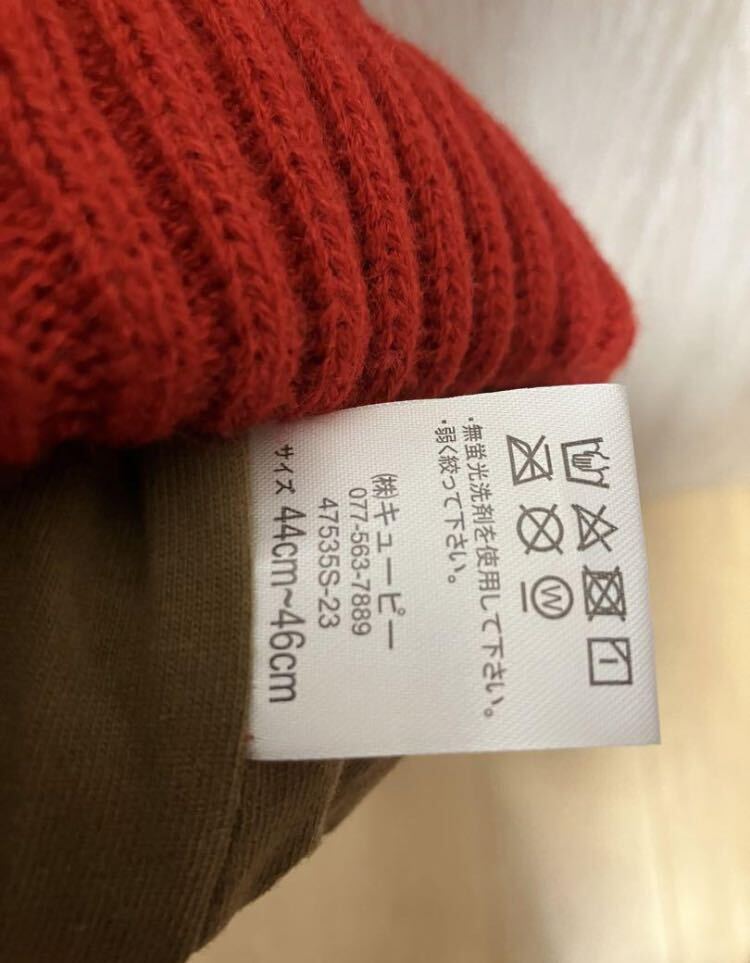 W
・無蛍光洗剤を使用して下さい。
・弱く絞って下さい。
㈱キューピー
077-563-7889
47535S-23
サイズ 44cm~46cm